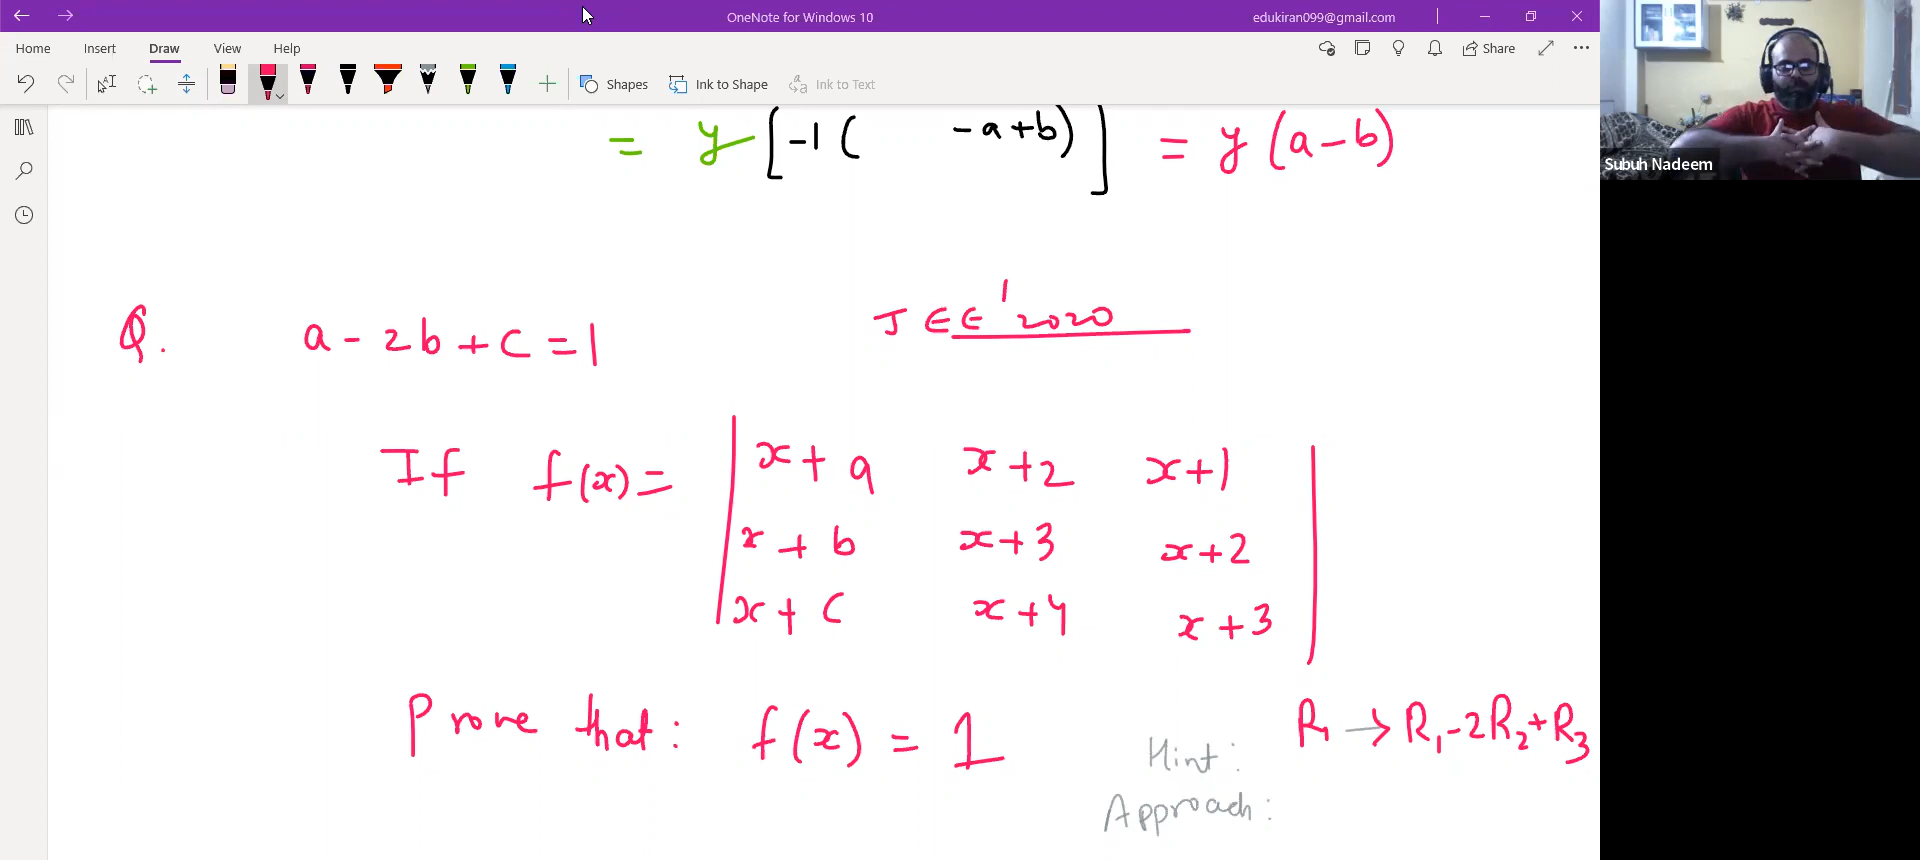 OneNote for Windows 10
edukiran099@gmail.com
Home Insert Draw View Help
Share
Shapes Ink to Shape Ink to Text
Subuh Nadeem
= y [-1( -a+b)] = y(a-b)
Q. a - 2b + c = 1 JEE'2020
If f(x) = | x+a x+2 x+1 |
| x+b x+3 x+2 |
| x+c x+4 x+3 |
Prove that: f(x) = 1
Hint: R₁ → R₁-2R₂+R₃
Approach: